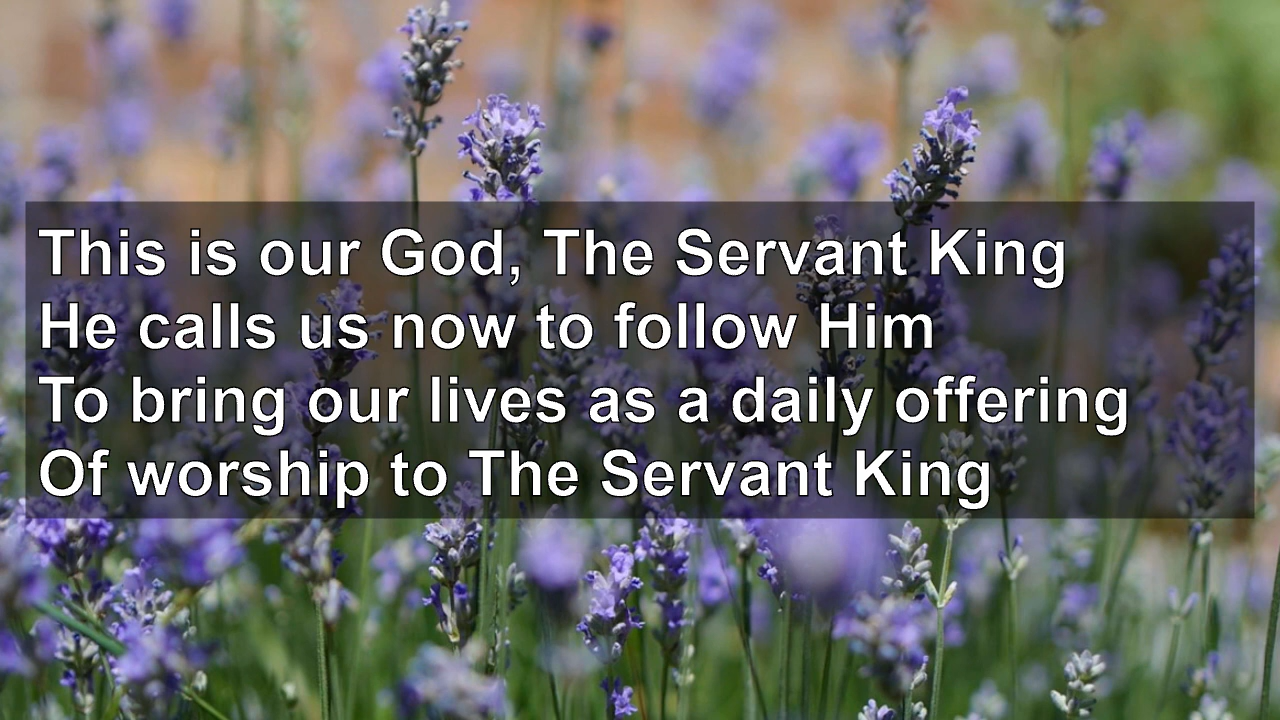 This is our God, The Servant King
He calls us now to follow Him
To bring our lives as a daily offering
Of worship to The Servant King